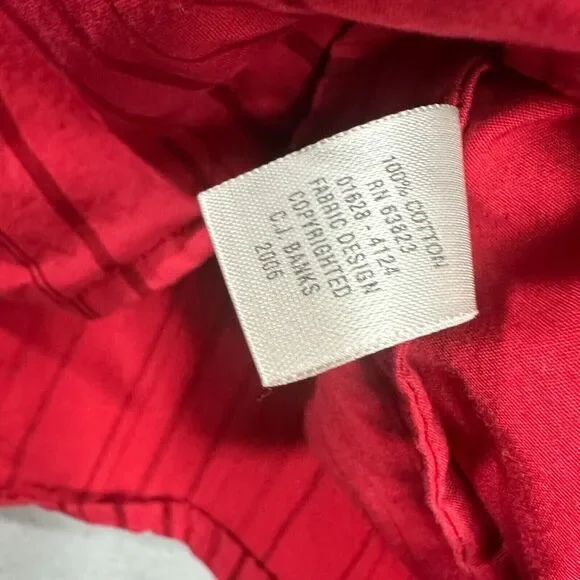 100% COTTON
RN 63823
01628 - 4124
FABRIC DESIGN
COPYRIGHTED
C.J. BANKS
2006